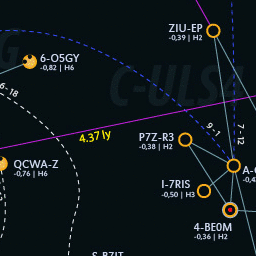 ZIU-EP
-0,39 | H2
6-O5GY
-0,82 | H6
C-ULS4
6 - 18
9 - 1
7 - 12
4.37 ly
P7Z-R3
-0,38 | H2
QCWA-Z
-0,76 | H6
I-7RIS
-0,50 | H3
4-BE0M
-0,36 | H2